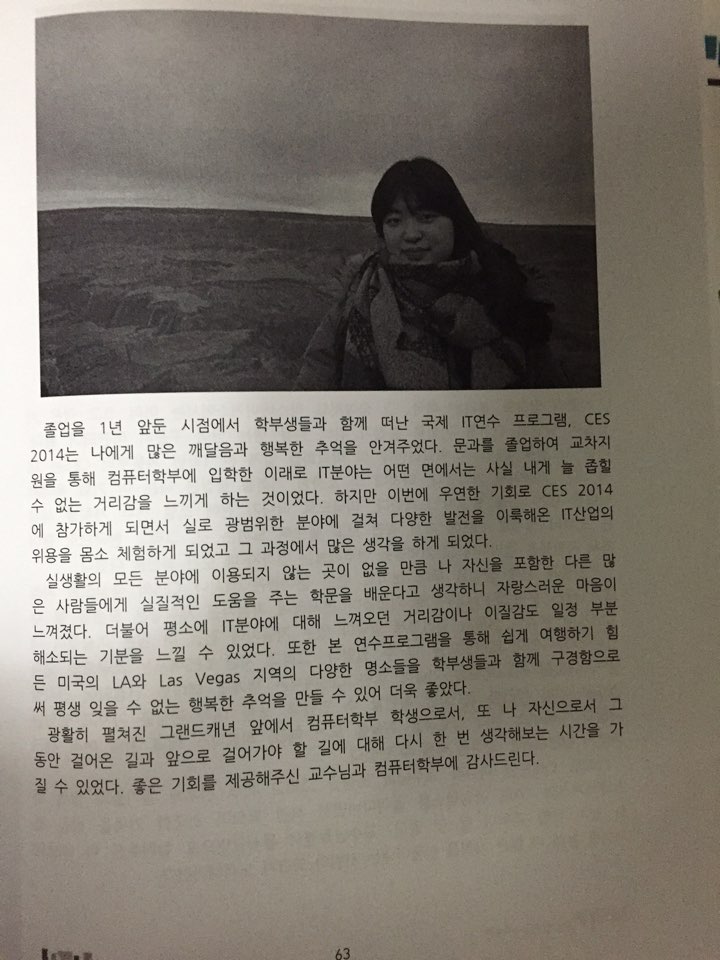 졸업을 1년 앞둔 시점에서 학부생들과 함께 떠난 국제 IT연수 프로그램, CES
2014는 나에게 많은 깨달음과 행복한 추억을 안겨주었다. 문과를 졸업하여 교차지
원을 통해 컴퓨터학부에 입학한 이래로 IT분야는 어떤 면에서는 사실 내게 늘 좁힐
수 없는 거리감을 느끼게 하는 것이었다. 하지만 이번에 우연한 기회로 CES 2014
에 참가하게 되면서 실로 광범위한 분야에 걸쳐 다양한 발전을 이룩해온 IT산업의
위용을 몸소 체험하게 되었고 그 과정에서 많은 생각을 하게 되었다.
실생활의 모든 분야에 이용되지 않는 곳이 없을 만큼 나 자신을 포함한 다른 많
은 사람들에게 실질적인 도움을 주는 학문을 배운다고 생각하니 자랑스러운 마음이
느껴졌다. 더불어 평소에 IT분야에 대해 느껴오던 거리감이나 이질감도 일정 부분
해소되는 기분을 느낄 수 있었다. 또한 본 연수프로그램을 통해 쉽게 여행하기 힘
든 미국의 LA와 Las Vegas 지역의 다양한 명소들을 학부생들과 함께 구경함으로
써 평생 잊을 수 없는 행복한 추억을 만들 수 있어 더욱 좋았다.
광활히 펼쳐진 그랜드캐년 앞에서 컴퓨터학부 학생으로서, 또 나 자신으로서 그
동안 걸어온 길과 앞으로 걸어가야 할 길에 대해 다시 한 번 생각해보는 시간을 가
질 수 있었다. 좋은 기회를 제공해주신 교수님과 컴퓨터학부에 감사드린다.
63